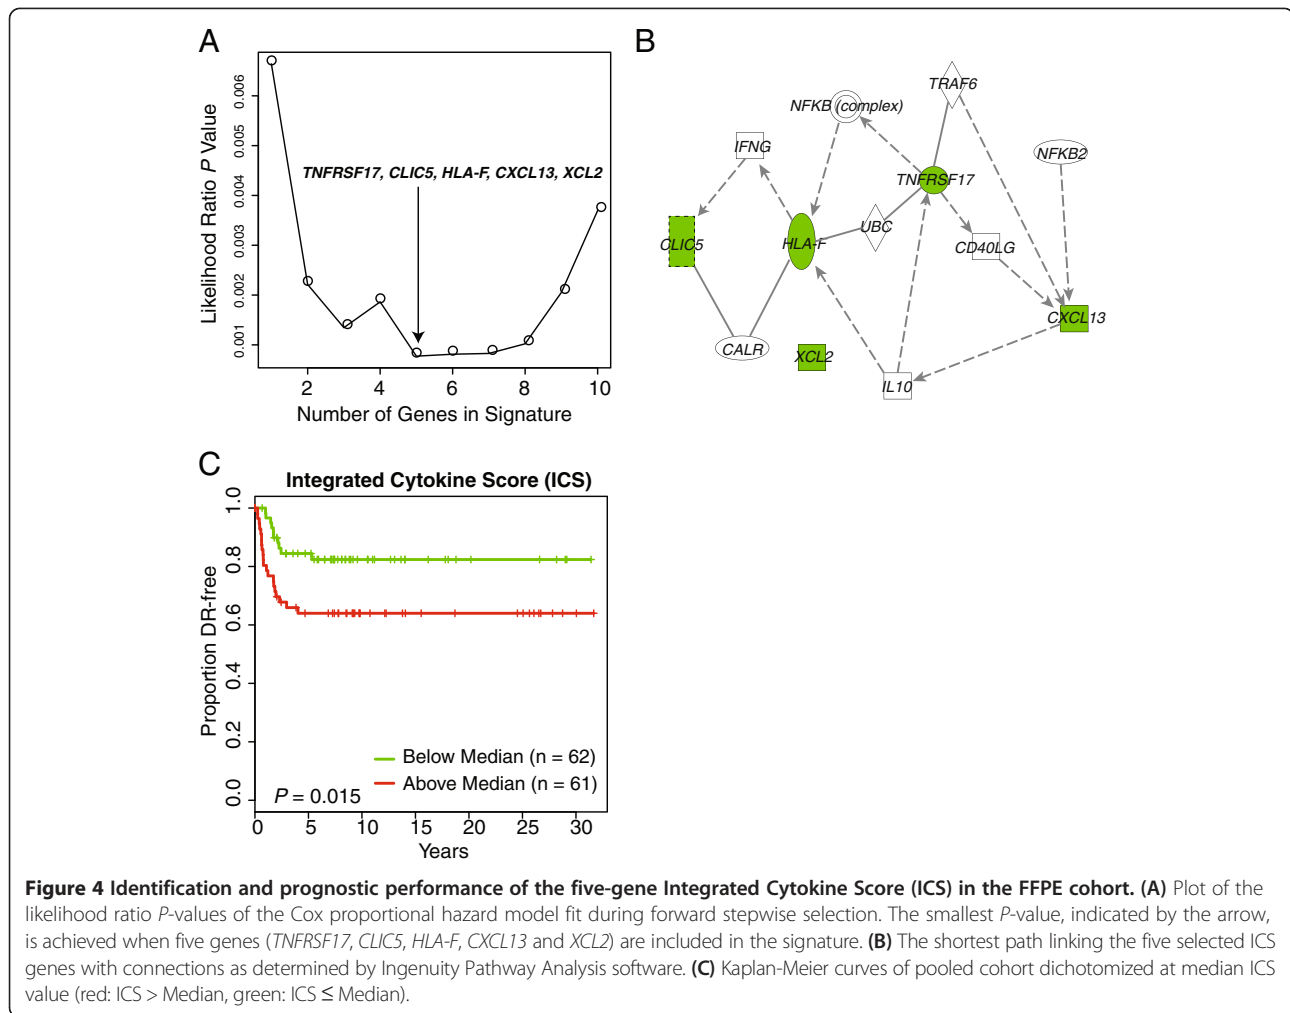 A
Likelihood Ratio P Value
0.006
0.005
0.004
0.003
0.002
0.001
TNFRSF17, CLIC5, HLA-F, CXCL13, XCL2
2 4 6 8 10
Number of Genes in Signature
B
TRAF6
NFKB (complex)
IFNG
NFKB2
TNFRSF17
UBC
CLIC5
HLA-F
CD40LG
CXCL13
CALR
XCL2
IL10
C
Integrated Cytokine Score (ICS)
Proportion DR-free
1.0
0.8
0.6
0.4
0.2
0.0
Below Median (n = 62)
Above Median (n = 61)
P = 0.015
0 5 10 15 20 25 30
Years
Figure 4 Identification and prognostic performance of the five-gene Integrated Cytokine Score (ICS) in the FFPE cohort. (A) Plot of the
likelihood ratio P-values of the Cox proportional hazard model fit during forward stepwise selection. The smallest P-value, indicated by the arrow,
is achieved when five genes (TNFRSF17, CLIC5, HLA-F, CXCL13 and XCL2) are included in the signature. (B) The shortest path linking the five selected ICS
genes with connections as determined by Ingenuity Pathway Analysis software. (C) Kaplan-Meier curves of pooled cohort dichotomized at median ICS
value (red: ICS > Median, green: ICS ≤ Median).